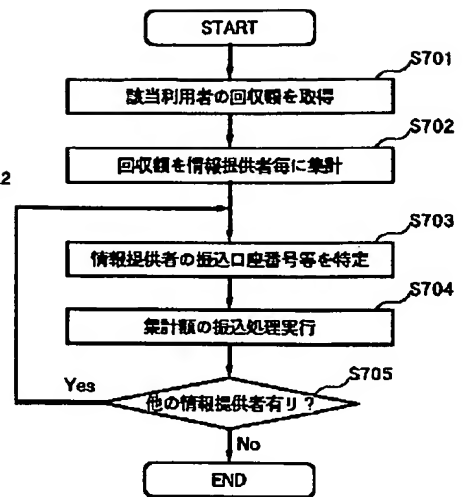 START
S701
該当利用者の回収額を取得
S702
回収額を情報提供者毎に集計
2
S703
情報提供者の振込口座番号等を特定
S704
集計額の振込処理実行
Yes
S705
他の情報提供者有り?
No
END